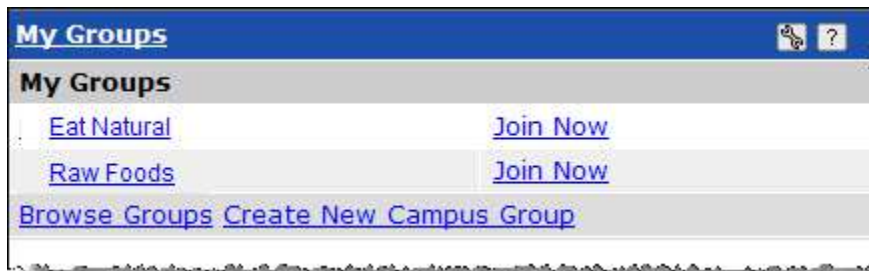 My Groups ?
My Groups
Eat Natural Join Now
Raw Foods Join Now
Browse Groups Create New Campus Group